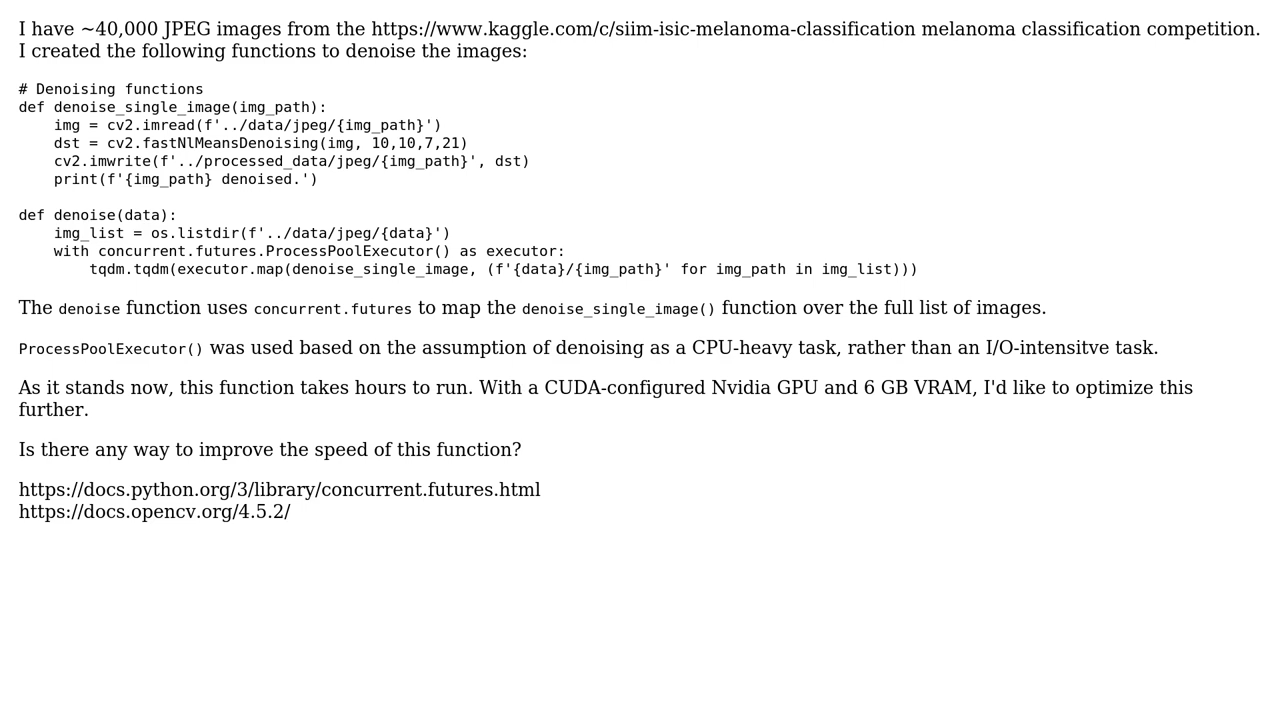 I have ~40,000 JPEG images from the https://www.kaggle.com/c/siim-isic-melanoma-classification melanoma classification competition.
I created the following functions to denoise the images:
# Denoising functions
def denoise_single_image(img_path):
    img = cv2.imread(f'../data/jpeg/{img_path}')
    dst = cv2.fastNlMeansDenoising(img, 10,10,7,21)
    cv2.imwrite(f'../processed_data/jpeg/{img_path}', dst)
    print(f'{img_path} denoised.')

def denoise(data):
    img_list = os.listdir(f'../data/jpeg/{data}')
    with concurrent.futures.ProcessPoolExecutor() as executor:
        tqdm.tqdm(executor.map(denoise_single_image, (f'{data}/{img_path}' for img_path in img_list)))
The denoise function uses concurrent.futures to map the denoise_single_image() function over the full list of images.
ProcessPoolExecutor() was used based on the assumption of denoising as a CPU-heavy task, rather than an I/O-intensitve task.
As it stands now, this function takes hours to run. With a CUDA-configured Nvidia GPU and 6 GB VRAM, I'd like to optimize this
further.
Is there any way to improve the speed of this function?
https://docs.python.org/3/library/concurrent.futures.html
https://docs.opencv.org/4.5.2/